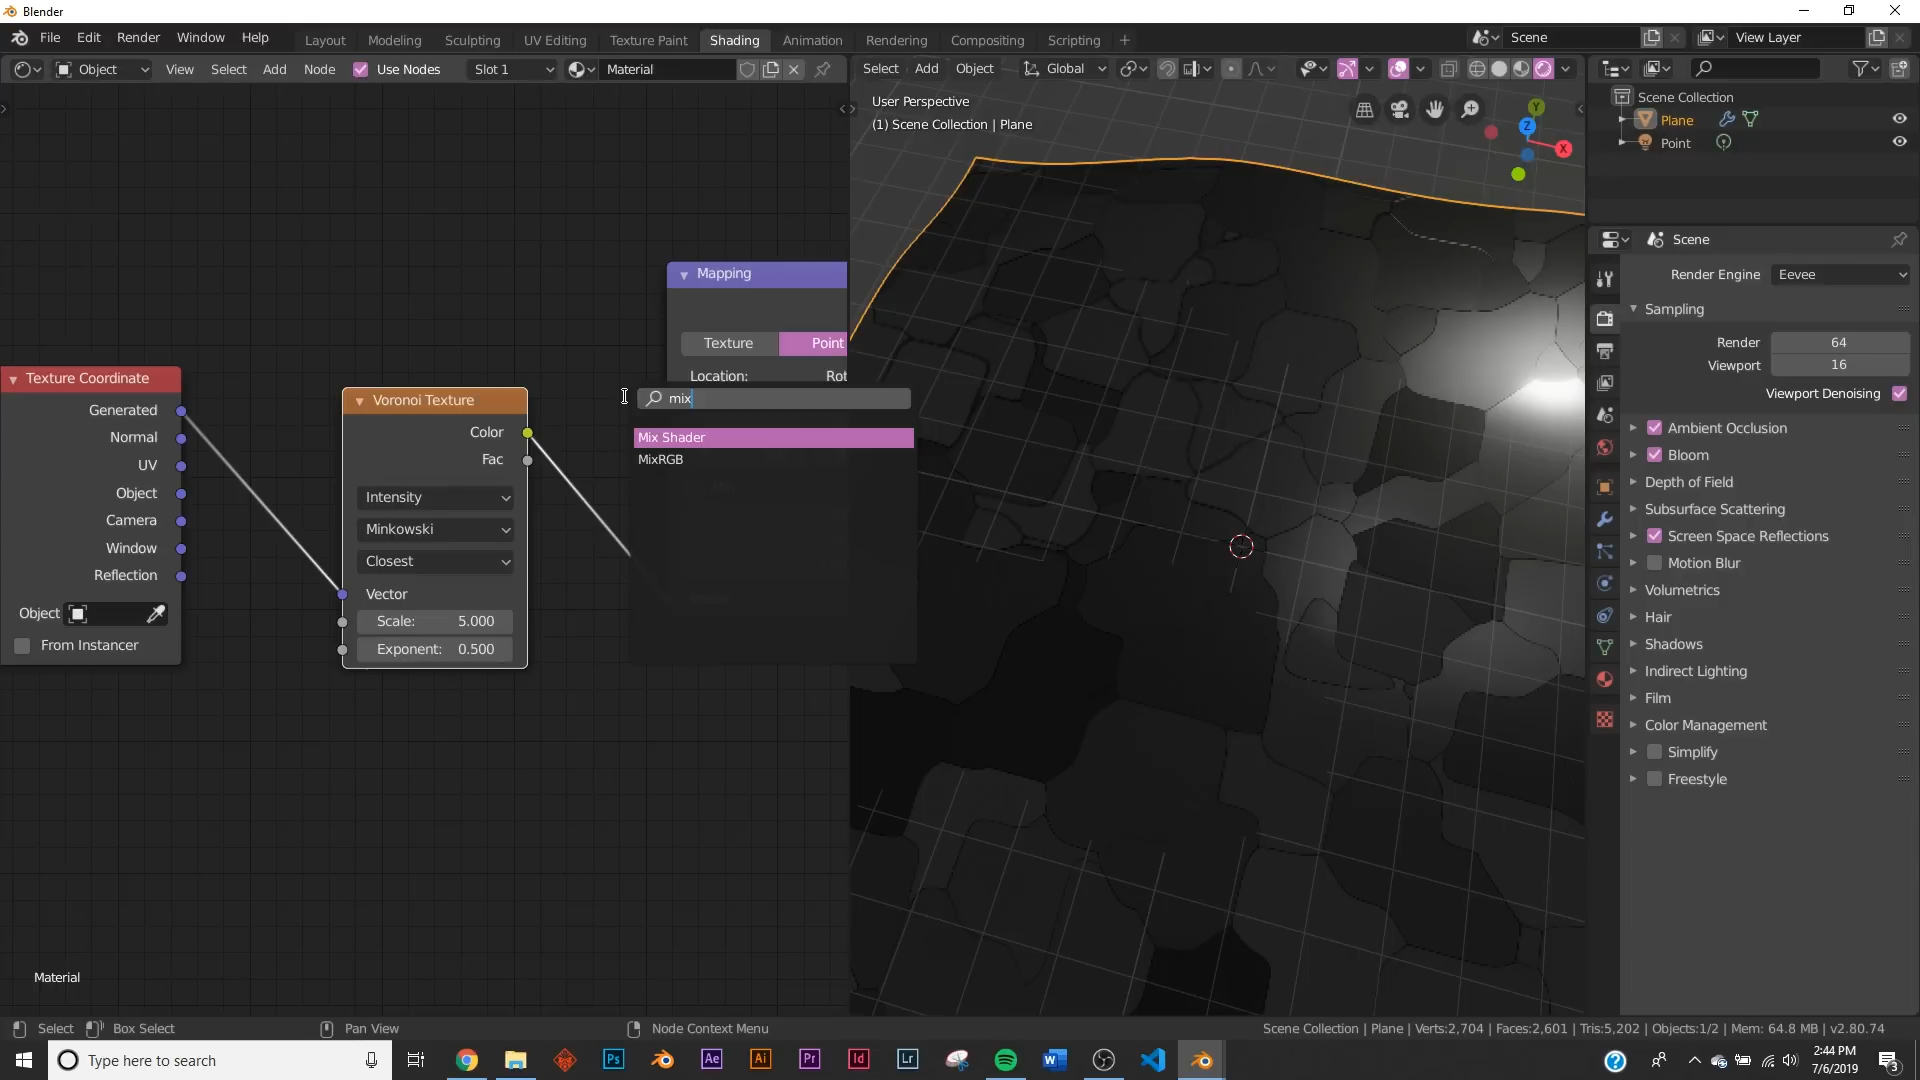 Blender
File Edit Render Window Help
Layout Modeling Sculpting UV Editing Texture Paint Shading Animation Rendering Compositing Scripting +
Scene
View Layer
Object View Select Add Node Use Nodes Slot 1 Material
Select Add Object Global
User Perspective
(1) Scene Collection | Plane
Y
Z
X
Scene Collection
Plane
Point
Scene
Render Engine Eevee
Sampling
Render 64
Viewport 16
Viewport Denoising
Ambient Occlusion
Bloom
Depth of Field
Subsurface Scattering
Screen Space Reflections
Motion Blur
Volumetrics
Hair
Shadows
Indirect Lighting
Film
Color Management
Simplify
Freestyle
Mapping
Texture Point
Location: Rot
mix
Mix Shader
MixRGB
Texture Coordinate
Generated
Normal
UV
Object
Camera
Window
Reflection
Object
From Instancer
Voronoi Texture
Color
Fac
Intensity
Minkowski
Closest
Vector
Scale: 5.000
Exponent: 0.500
Material
Select Box Select Pan View Node Context Menu
Scene Collection | Plane | Verts:2,704 | Faces:2,601 | Tris:5,202 | Objects:1/2 | Mem: 64.8 MB | v2.80.74
Type here to search
Ps Ae Ai Pr Id Lr
2:44 PM
7/6/2019
3